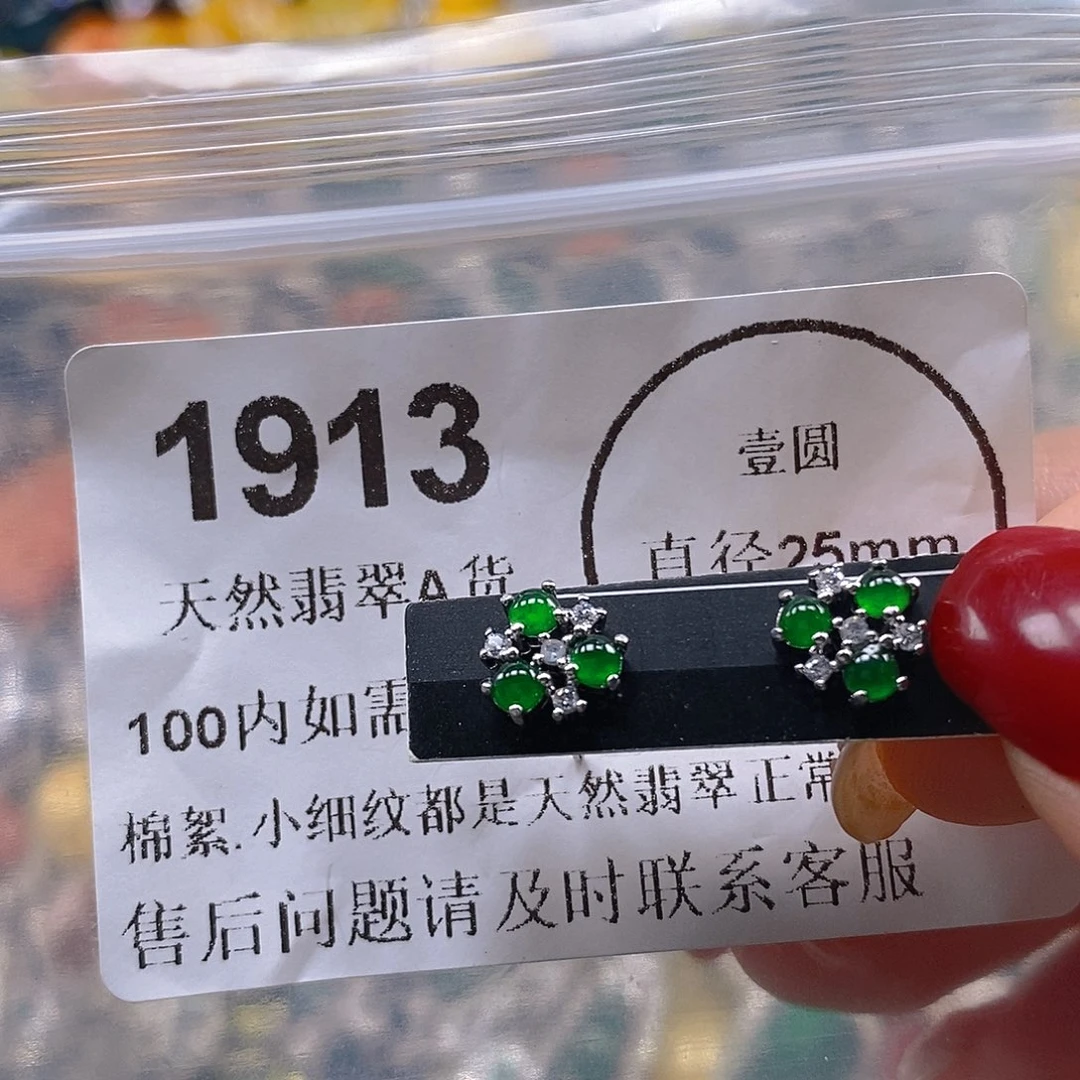 1913
壹圆
直径25mm
天然翡翠A货
100内如需
棉絮.小细纹都是天然翡翠正常
售后问题请及时联系客服